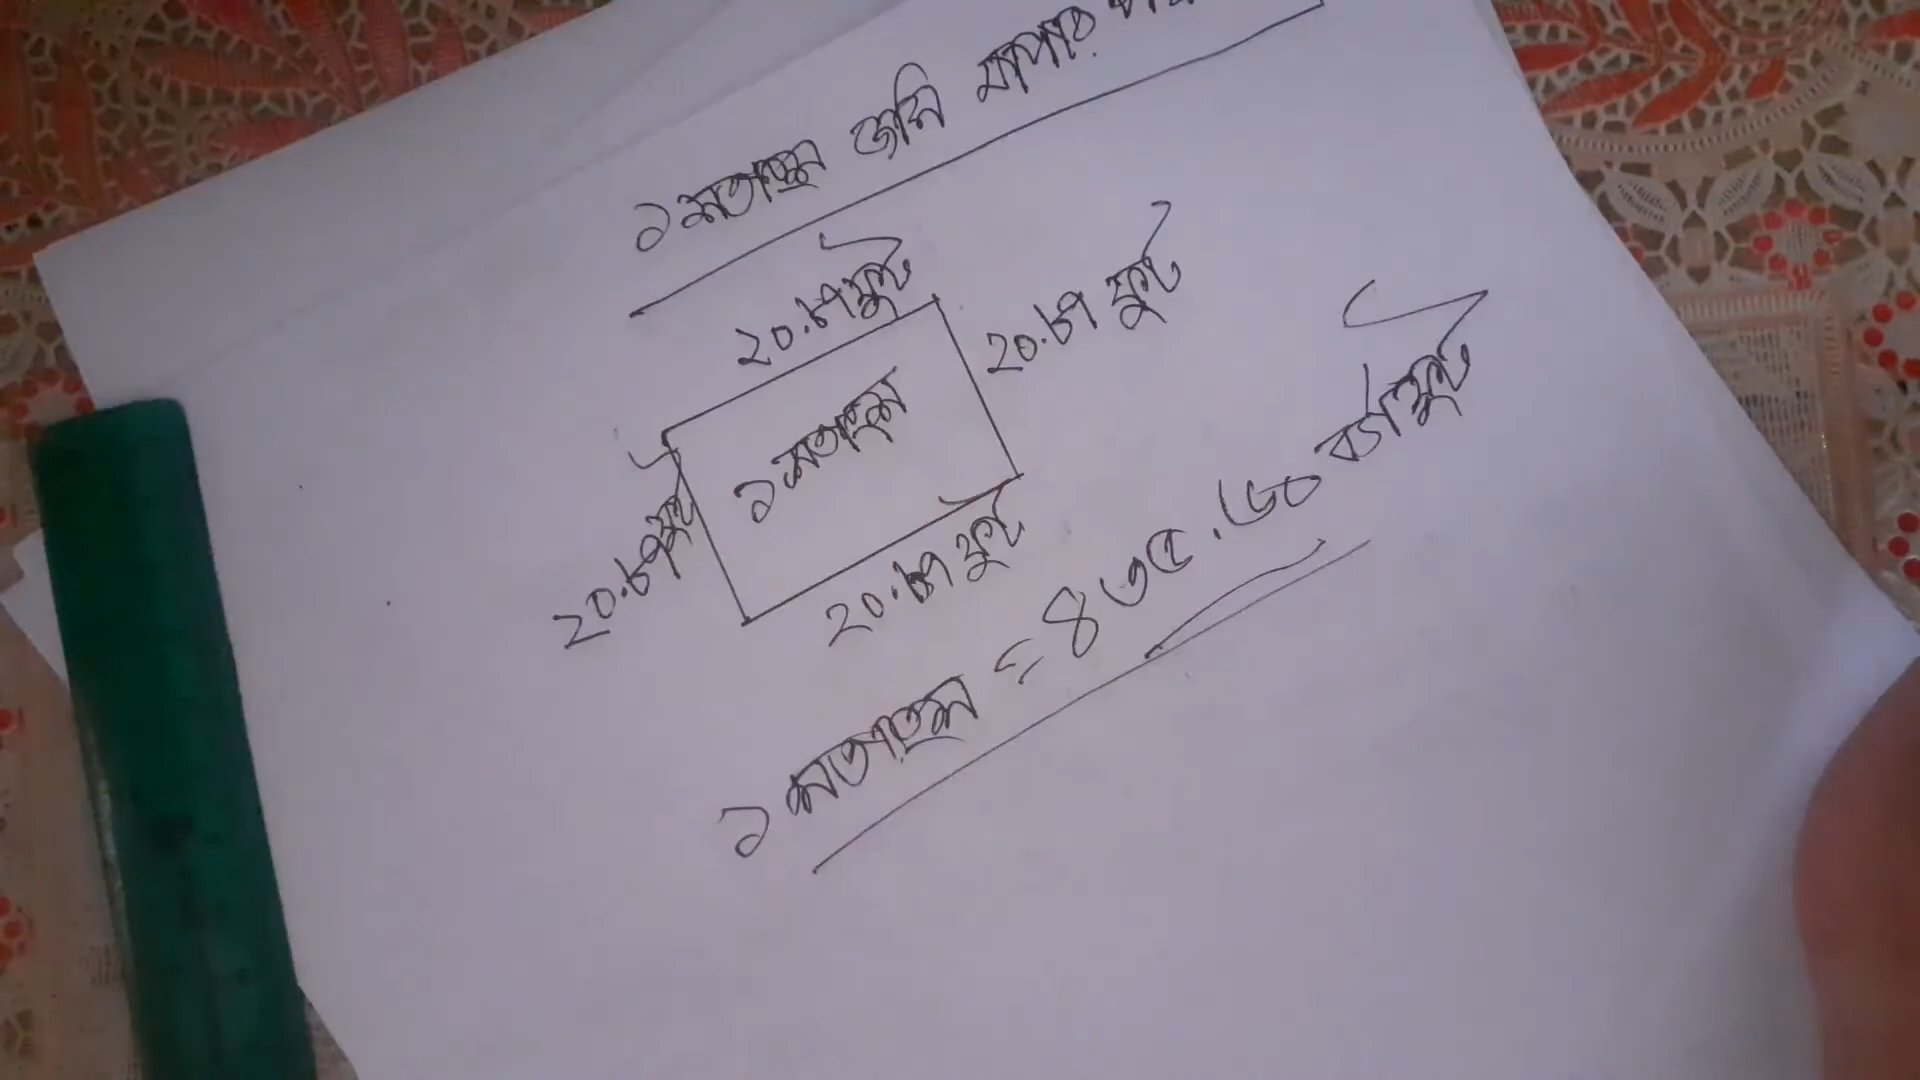 ১ শতাংশ জমি মাপার
২০.৮৭ ফুট
২০.৮৭ ফুট
১ শতাংশ
২০.৮৭ ফুট
২০.৮৭ ফুট
১ শতাংশ = ৪৩৫.৬০ বর্গফুট